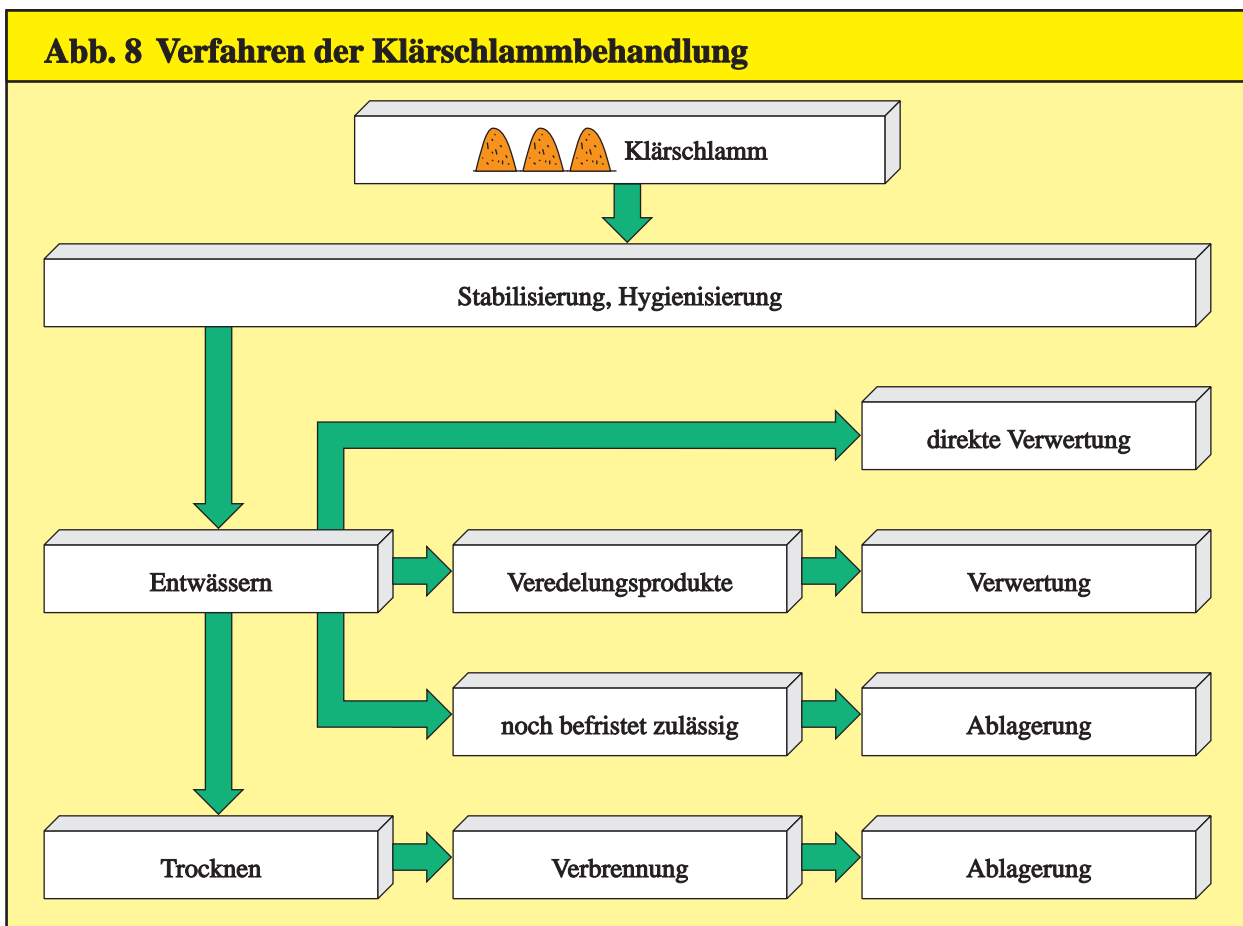 Abb. 8 Verfahren der Klärschlammbehandlung
Klärschlamm
Stabilisierung, Hygienisierung
direkte Verwertung
Entwässern
Veredelungsprodukte
Verwertung
noch befristet zulässig
Ablagerung
Trocknen
Verbrennung
Ablagerung